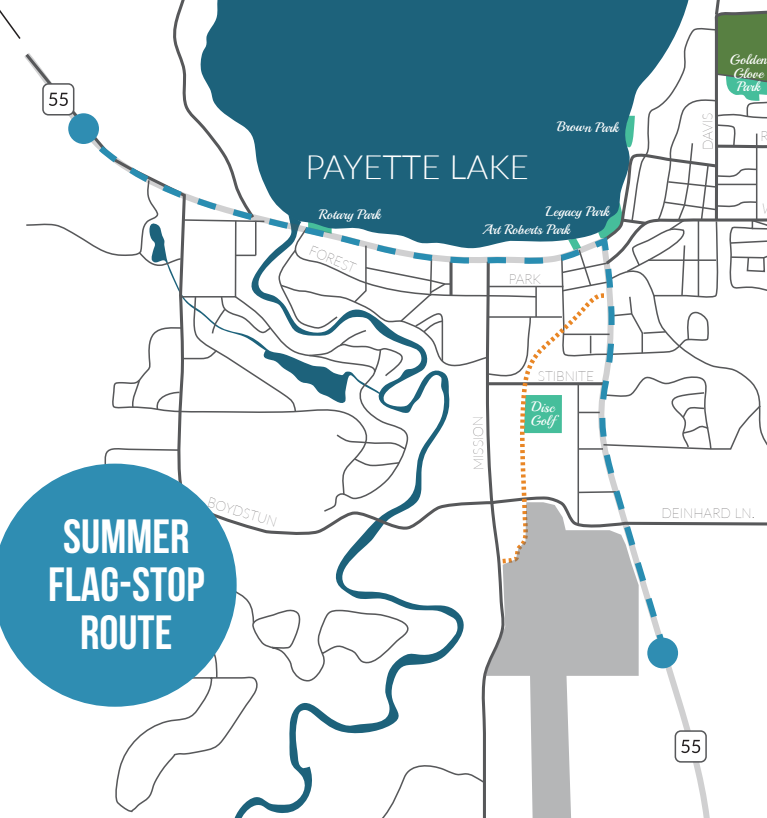 Golden
Glove
Park
55
DAVIS
Brown Park
PAYETTE LAKE
Rotary Park
Legacy Park
Art Roberts Park
FOREST
PARK
STIBNITE
Disc
Golf
MISSION
BOYDSTUN
DEINHARD LN.
SUMMER
FLAG-STOP
ROUTE
55